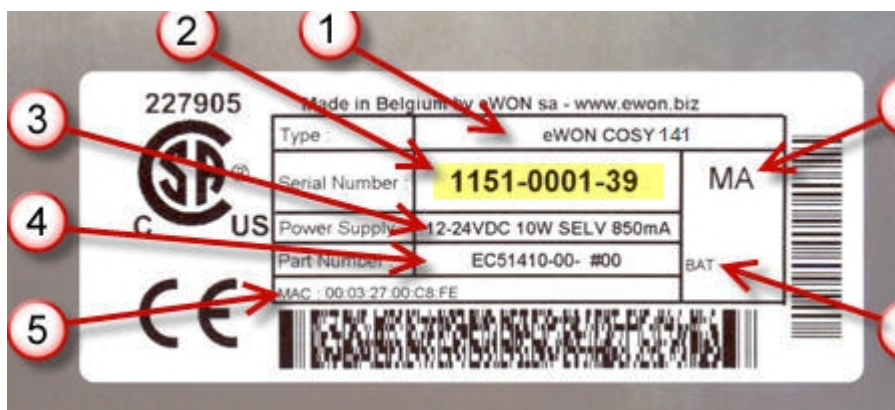 2
1
227905
Made in Belgium by eWON sa - www.ewon.biz
3
Type : eWON COSY 141
Serial Number : 1151-0001-39 MA
C US
4
Power Supply 12-24VDC 10W SELV 850mA
Part Number : EC51410-00- #00
BAT
5
MAC : 00:03:27:00:C8:FE
CE